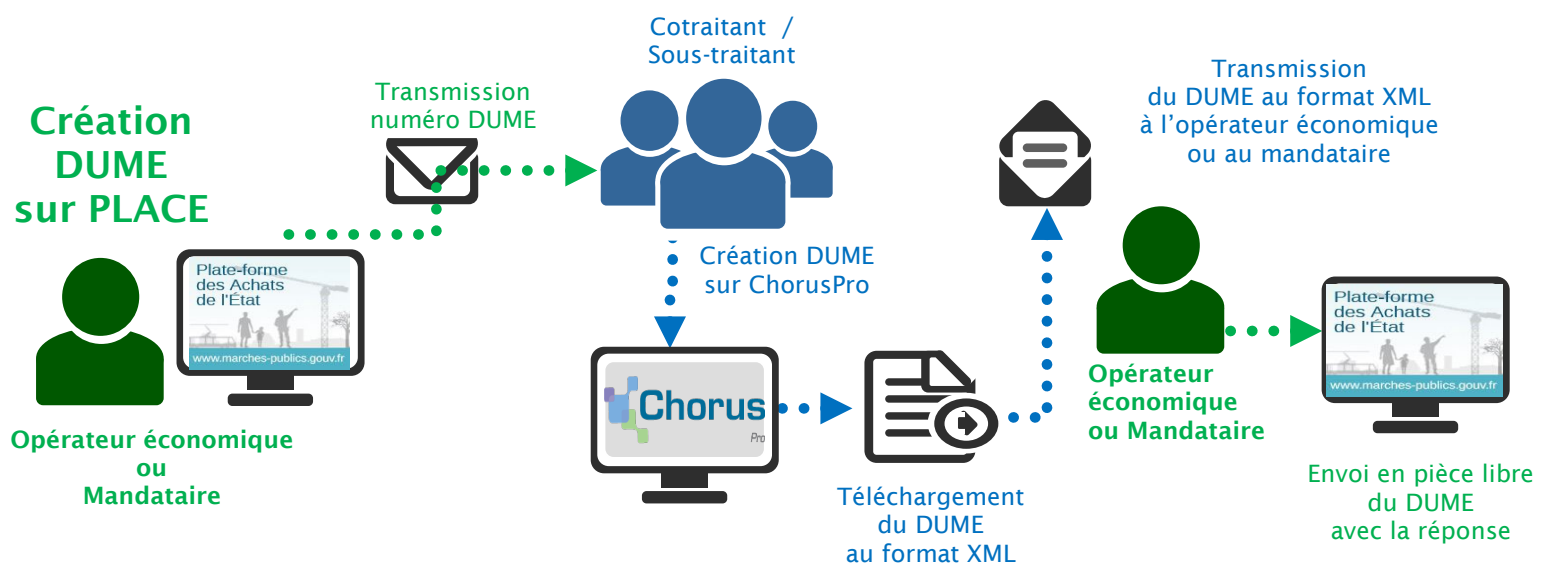 Création
DUME
sur PLACE
Plate-forme
des Achats
de l'État
www.marches-publics.gouv.fr
Opérateur économique
ou
Mandataire
Transmission
numéro DUME
Cotraitant /
Sous-traitant
Création DUME
sur ChorusPro
Chorus
Pro
Téléchargement
du DUME
au format XML
Transmission
du DUME au format XML
à l’opérateur économique
ou au mandataire
Opérateur
économique
ou Mandataire
Plate-forme
des Achats
de l'État
www.marches-publics.gouv.fr
Envoi en pièce libre
du DUME
avec la réponse